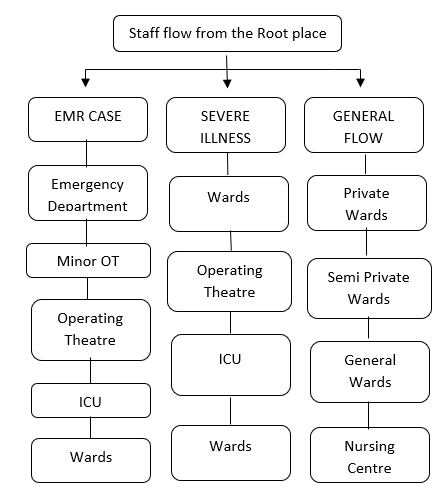 Staff flow from the Root place
EMR CASE
Emergency
Department
Minor OT
Operating
Theatre
ICU
Wards
SEVERE
ILLNESS
Wards
Operating
Theatre
ICU
Wards
GENERAL
FLOW
Private
Wards
Semi Private
Wards
General
Wards
Nursing
Centre